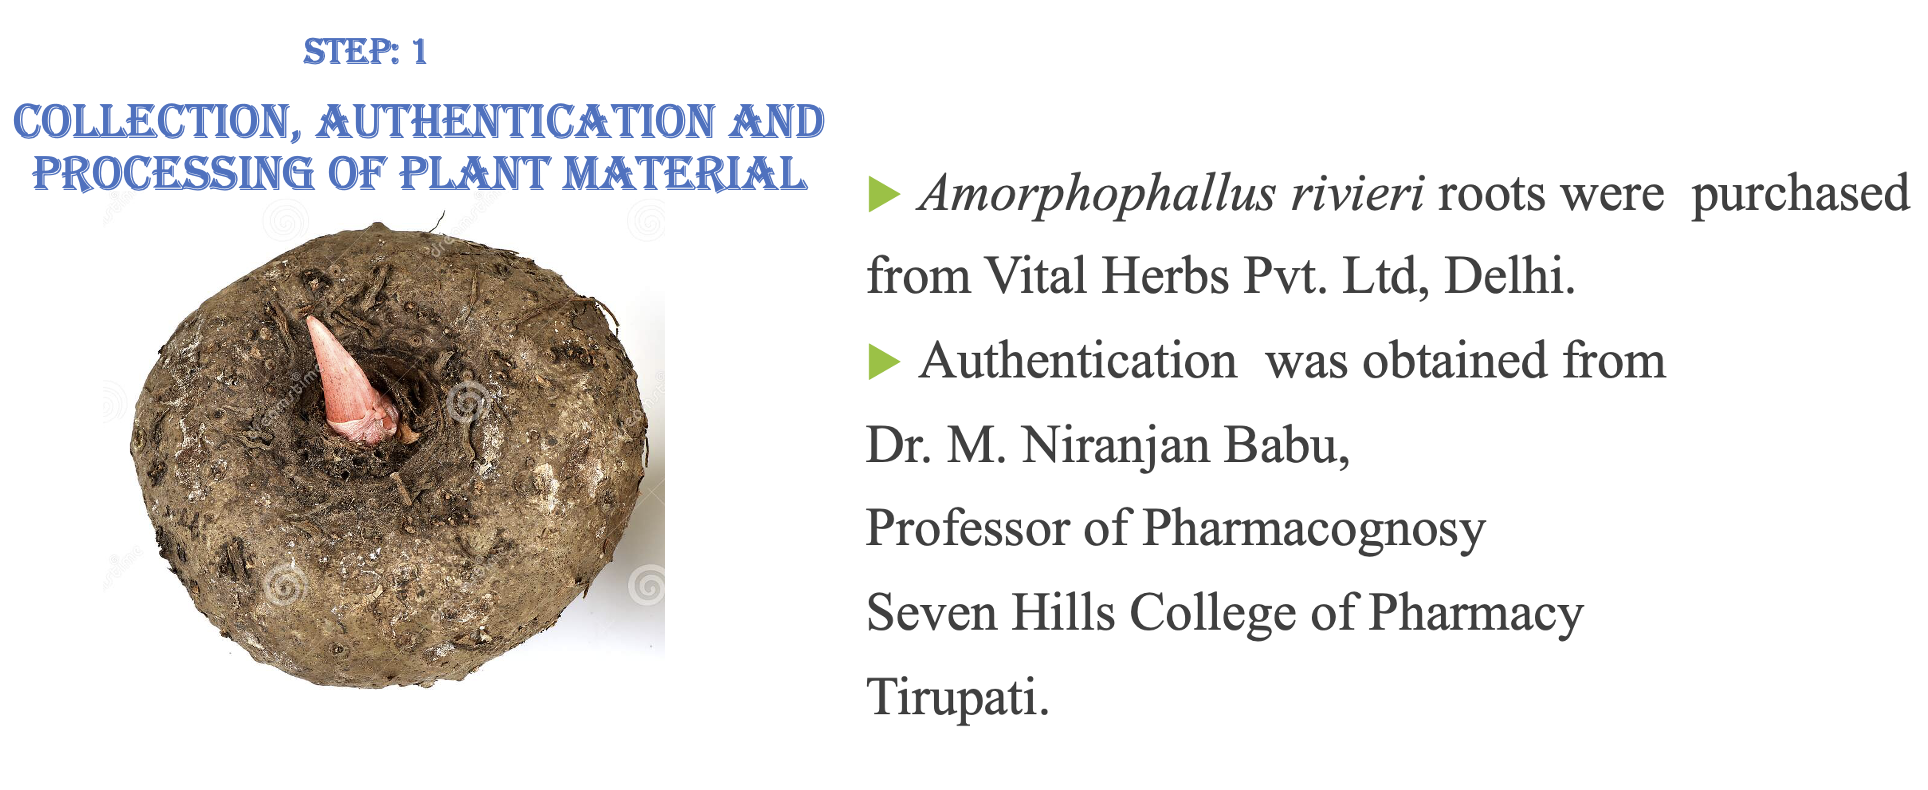 STEP: 1
COLLECTION, AUTHENTICATION AND
PROCESSING OF PLANT MATERIAL
Amorphophallus rivieri roots were purchased
from Vital Herbs Pvt. Ltd, Delhi.
Authentication was obtained from
Dr. M. Niranjan Babu,
Professor of Pharmacognosy
Seven Hills College of Pharmacy
Tirupati.